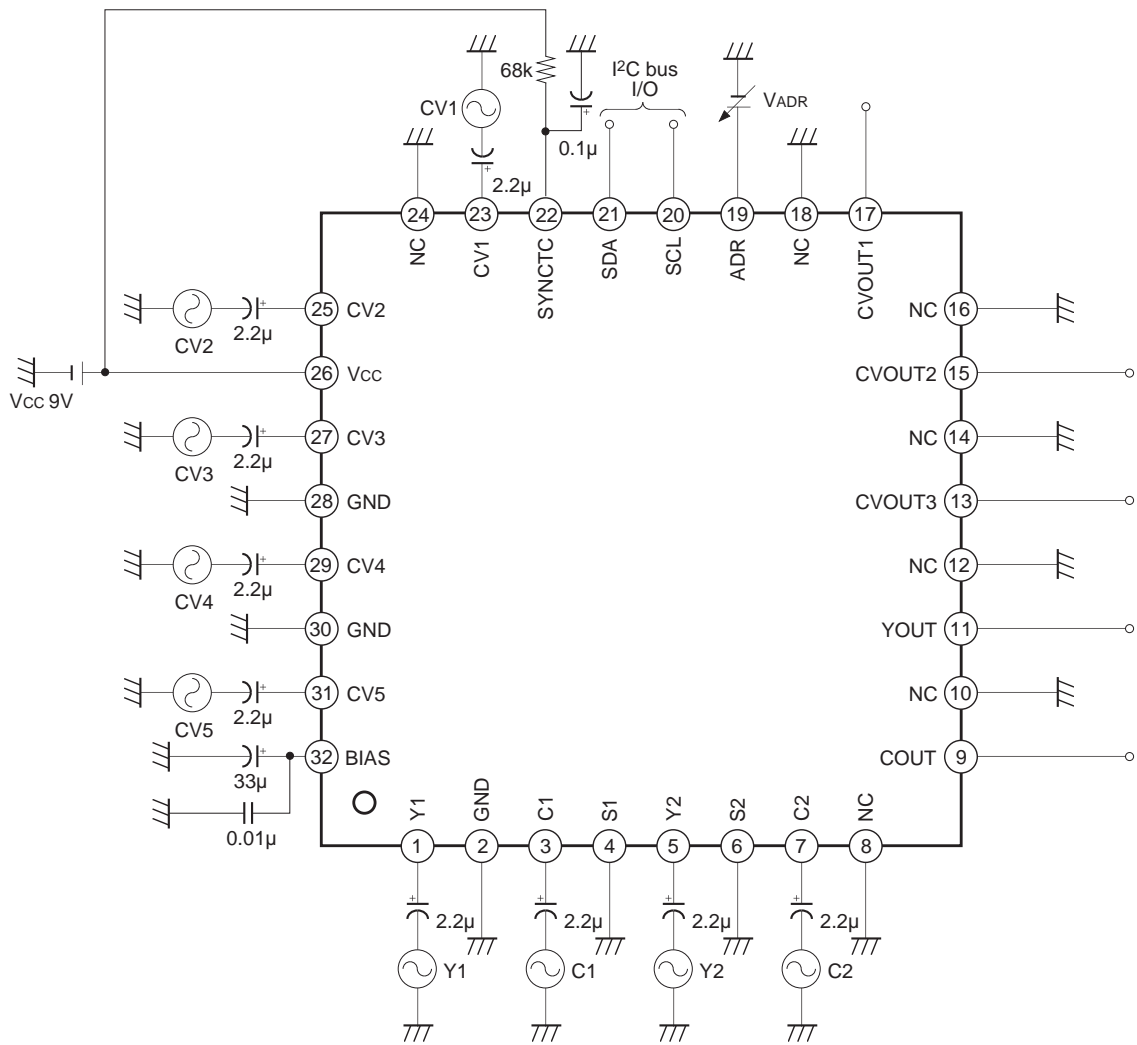 68k
I²C bus
I/O
CV1
VADR
0.1µ
2.2µ
24
23
22
21
20
19
18
17
NC
CV1
SYNCTC
SDA
SCL
ADR
NC
CVOUT1
25
CV2
2.2µ
CV2
NC
16
26
VCC
VCC 9V
CVOUT2
15
27
CV3
2.2µ
CV3
NC
14
28
GND
CVOUT3
13
29
CV4
2.2µ
CV4
NC
12
30
GND
YOUT
11
31
CV5
2.2µ
CV5
NC
10
32
BIAS
33µ
COUT
9
0.01µ
Y1
GND
C1
S1
Y2
S2
C2
NC
1
2
3
4
5
6
7
8
2.2µ
2.2µ
2.2µ
2.2µ
Y1
C1
Y2
C2